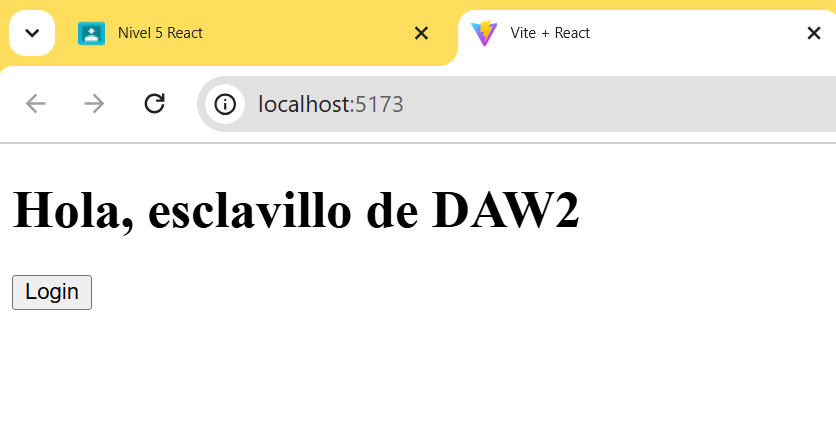 Nivel 5 React
Vite + React
localhost:5173
Hola, esclavillo de DAW2
Login